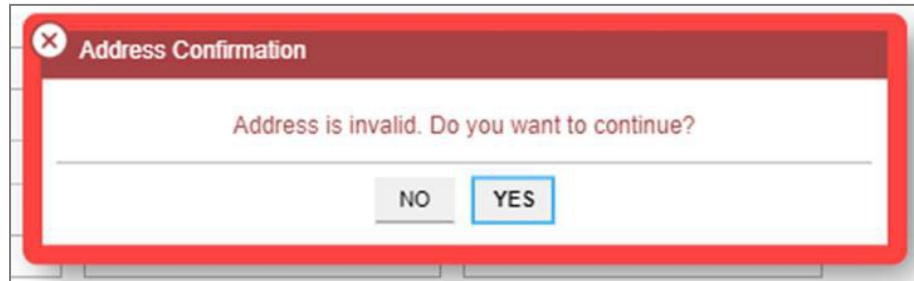 Address Confirmation
Address is invalid. Do you want to continue?
NO YES